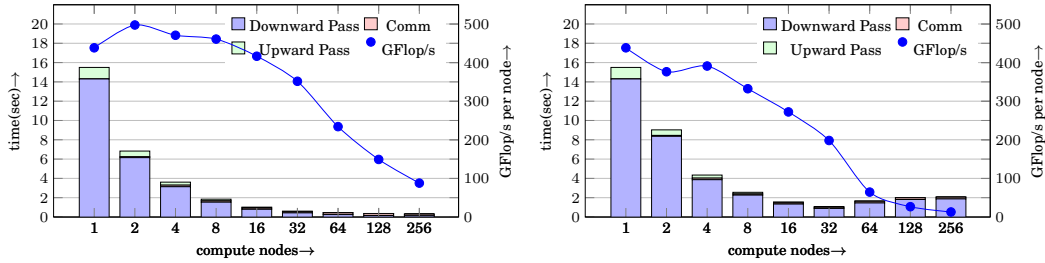 20
18
16
14
12
10
8
6
4
2
0
time(sec)→
Downward Pass
Comm
Upward Pass
GFlop/s
500
400
300
200
100
0
GFlop/s per node→
1 2 4 8 16 32 64 128 256
compute nodes→
20
18
16
14
12
10
8
6
4
2
0
time(sec)→
Downward Pass
Comm
Upward Pass
GFlop/s
500
400
300
200
100
0
GFlop/s per node→
1 2 4 8 16 32 64 128 256
compute nodes→